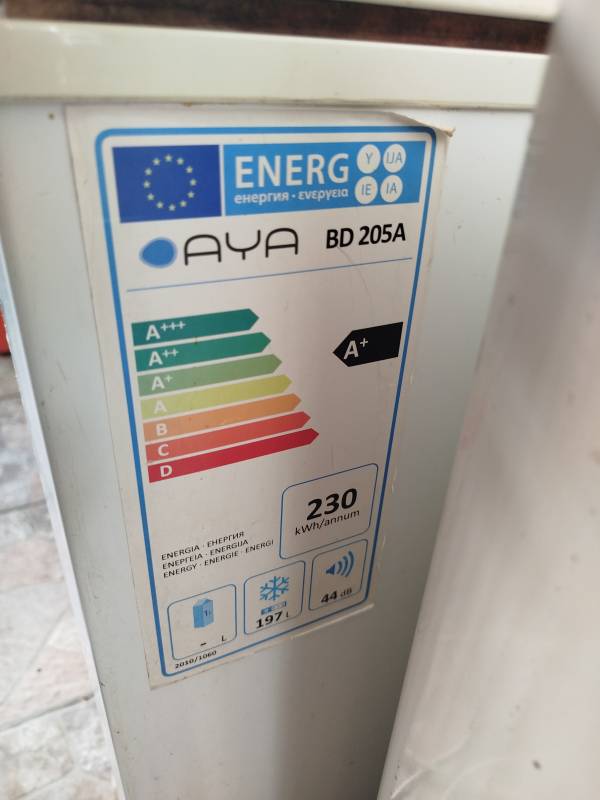 ENERG Y IJA
енергия · ενεργεια IE IA
AYA BD 205A
A+++
A++
A+
A
B
C
D
A+
230
kWh/annum
ENERGIA · ЕНЕРГИЯ
ΕΝΕΡΓΕΙΑ · ENERGIJA
ENERGY · ENERGIE · ENERGI
- L
197 L
44 dB
2010/1060